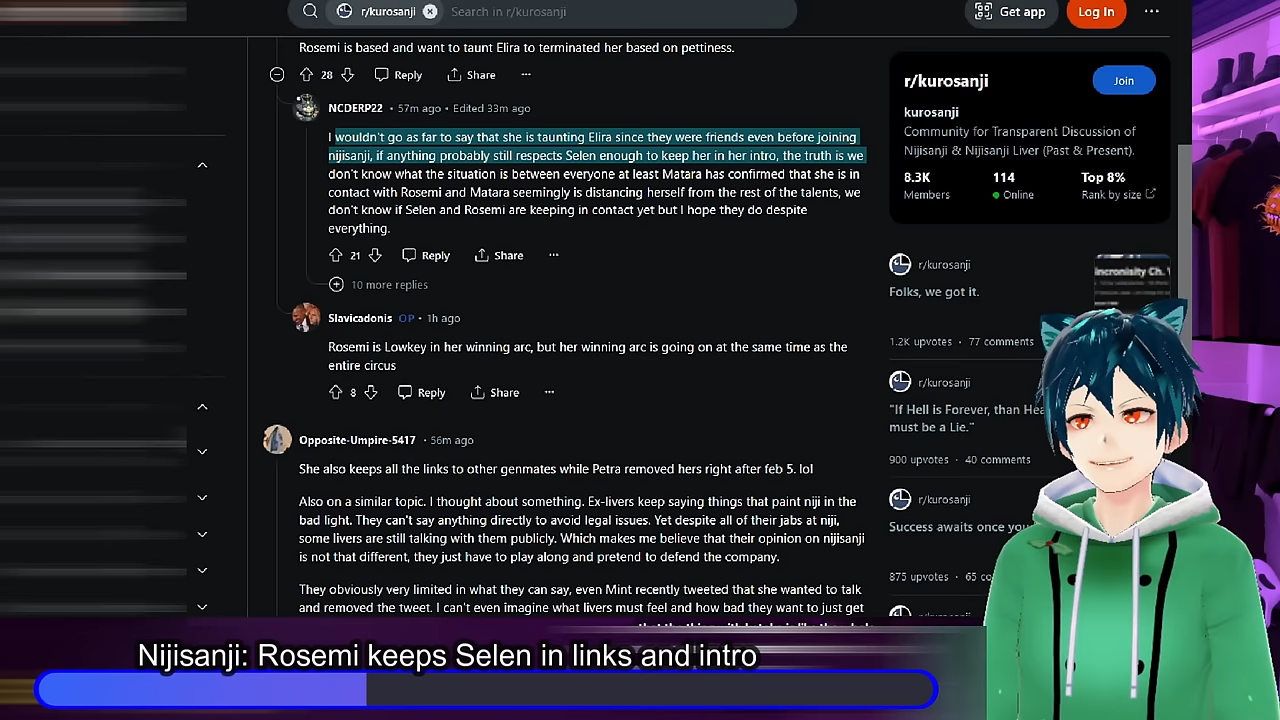 r/kurosanji
Search in r/kurosanji
Get app
Log In
Rosemi is based and want to taunt Elira to terminated her based on pettiness.
28
Reply
Share
NCDERP22 • 57m ago • Edited 33m ago
I wouldn't go as far to say that she is taunting Elira since they were friends even before joining
nijisanji, if anything probably still respects Selen enough to keep her in her intro, the truth is we
don't know what the situation is between everyone at least Matara has confirmed that she is in
contact with Rosemi and Matara seemingly is distancing herself from the rest of the talents, we
don't know if Selen and Rosemi are keeping in contact yet but I hope they do despite
everything.
21
Reply
Share
10 more replies
Slavicadonis OP • 1h ago
Rosemi is Lowkey in her winning arc, but her winning arc is going on at the same time as the
entire circus
8
Reply
Share
Opposite-Umpire-5417 • 56m ago
She also keeps all the links to other genmates while Petra removed hers right after feb 5. lol
Also on a similar topic. I thought about something. Ex-livers keep saying things that paint niji in the
bad light. They can't say anything directly to avoid legal issues. Yet despite all of their jabs at niji,
some livers are still talking with them publicly. Which makes me believe that their opinion on nijisanji
is not that different, they just have to play along and pretend to defend the company.
They obviously very limited in what they can say, even Mint recently tweeted that she wanted to talk
and removed the tweet. I can't even imagine what livers must feel and how bad they want to just get
r/kurosanji
Join
kurosanji
Community for Transparent Discussion of
Nijisanji & Nijisanji Liver (Past & Present).
8.3K
114
Top 8%
Members
Online
Rank by size
r/kurosanji
Folks, we got it.
1.2K upvotes • 77 comments
r/kurosanji
"If Hell is Forever, than
must be a Lie."
900 upvotes • 40 comments
r/kurosanji
Success awaits once
875 upvotes • 65
Nijisanji: Rosemi keeps Selen in links and intro